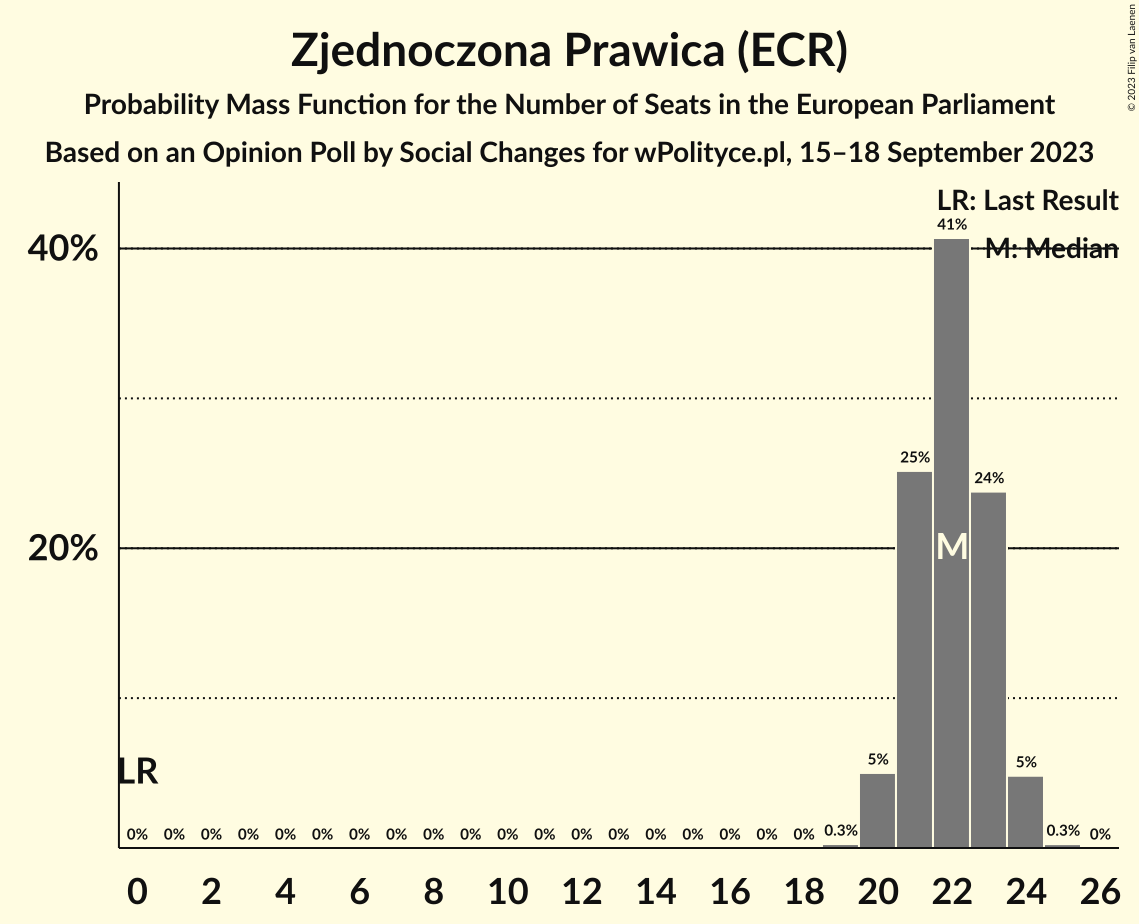 Zjednoczona Prawica (ECR)
Probability Mass Function for the Number of Seats in the European Parliament
Based on an Opinion Poll by Social Changes for wPolityce.pl, 15–18 September 2023
© 2023 Filip van Laenen
LR: Last Result
M: Median
41%
40%
25%
24%
20%
M
LR
5%
5%
0% 0% 0% 0% 0% 0% 0% 0% 0% 0% 0% 0% 0% 0% 0% 0% 0% 0% 0% 0.3% 0.3% 0%
0 2 4 6 8 10 12 14 16 18 20 22 24 26